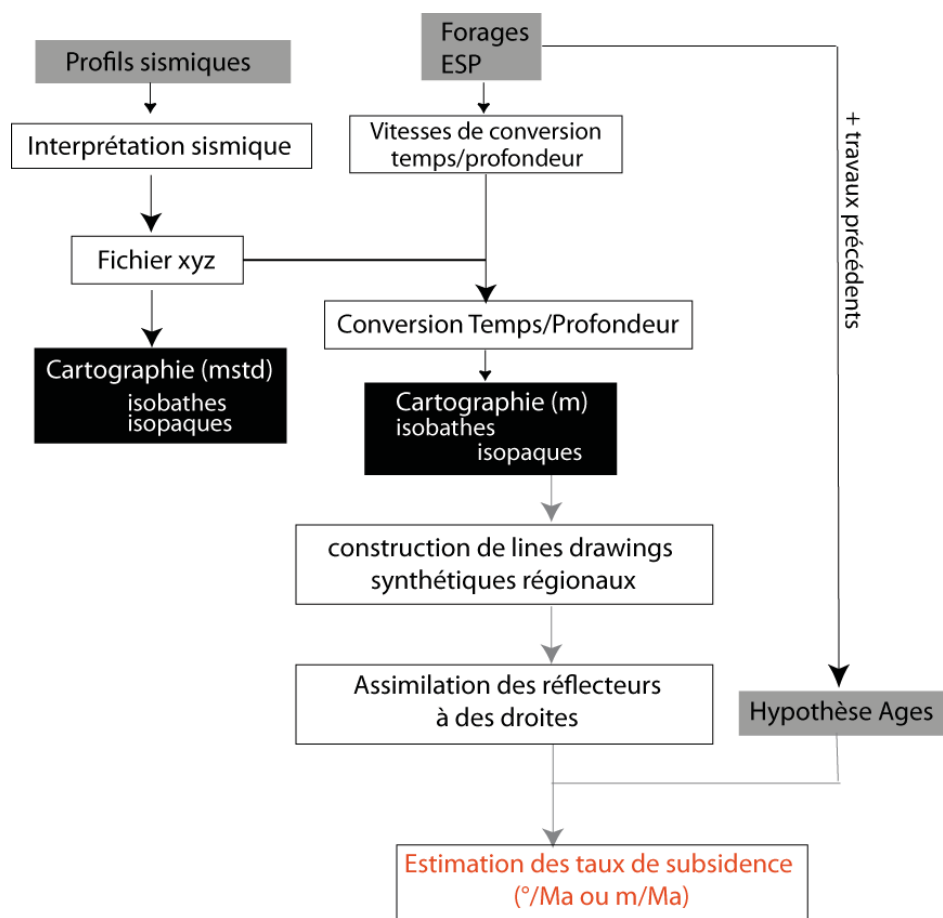 Profils sismiques
Forages
ESP
Interprétation sismique
Vitesses de conversion
temps/profondeur
+ travaux précédents
Fichier xyz
Conversion Temps/Profondeur
Cartographie (mstd)
isobathes
isopaques
Cartographie (m)
isobathes
isopaques
construction de lines drawings
synthétiques régionaux
Assimilation des réflecteurs
à des droites
Hypothèse Ages
Estimation des taux de subsidence
(°/Ma ou m/Ma)